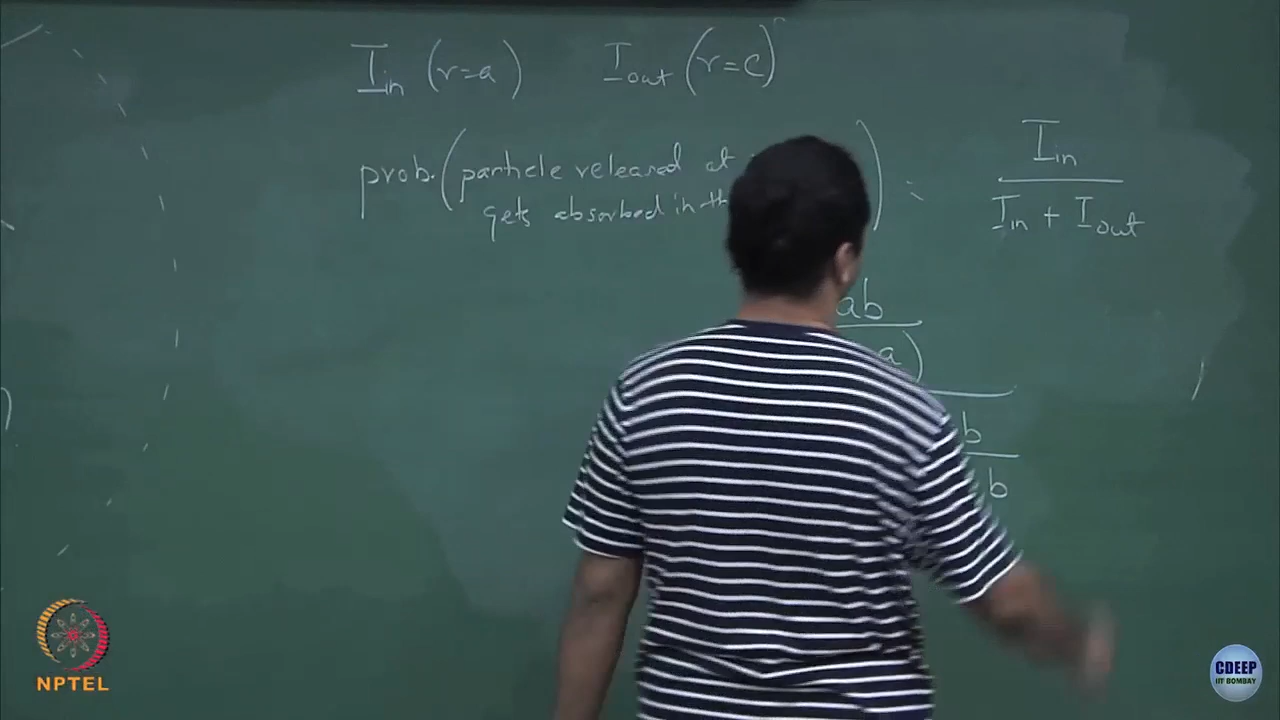 I_in (r=a) I_out (r=c)
prob. (particle released at
gets absorbed in th ) = I_in / I_in + I_out
ab
a)
b
b
NPTEL
CDEEP
IIT BOMBAY